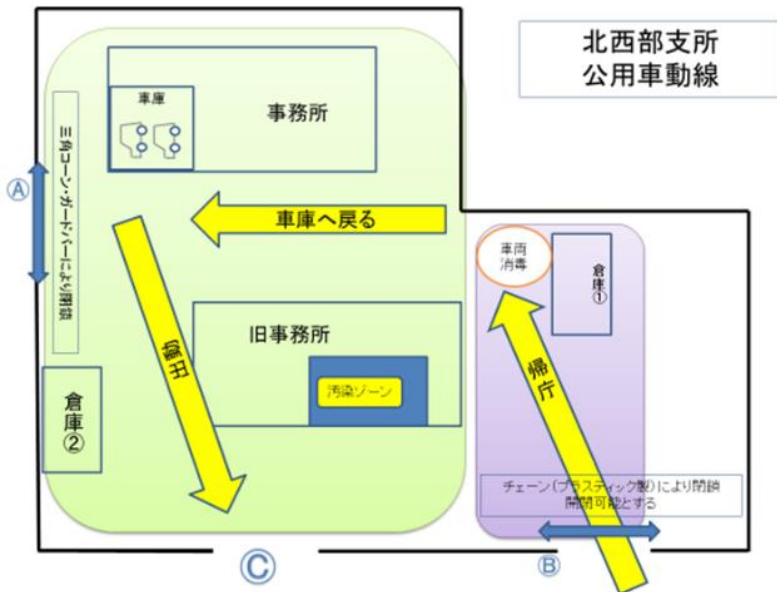 北西部支所
公用車動線
車庫
事務所
三角コーン・ガードバーにより閉鎖
Ⓐ
車庫へ戻る
車両
消毒
倉庫①
旧事務所
出動
汚染ゾーン
帰庁
倉庫②
チェーン(プラスティック製)により閉鎖
開閉可能とする
Ⓒ
Ⓑ